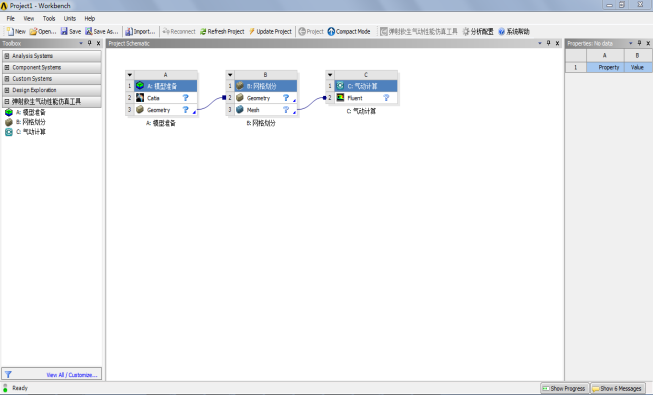 Project1 - Workbench
File View Tools Units Help
New Open... Save Save As... Import... Reconnect Refresh Project Update Project Project Compact Mode 弹射救生气动性能仿真工具 分析配置 系统帮助
Toolbox
Project Schematic
Properties: No data
Analysis Systems
Component Systems
Custom Systems
Design Exploration
弹射救生气动性能仿真工具
A: 模型准备
B: 网格划分
C: 气动计算
A
1 A: 模型准备
2 Catia ?
3 Geometry ?
A: 模型准备
B
1 B: 网格划分
2 Geometry ?
3 Mesh ?
B: 网格划分
C
1 C: 气动计算
2 Fluent ?
C: 气动计算
A B
1 Property Value
View All / Customize...
Ready
Show Progress Show 6 Messages